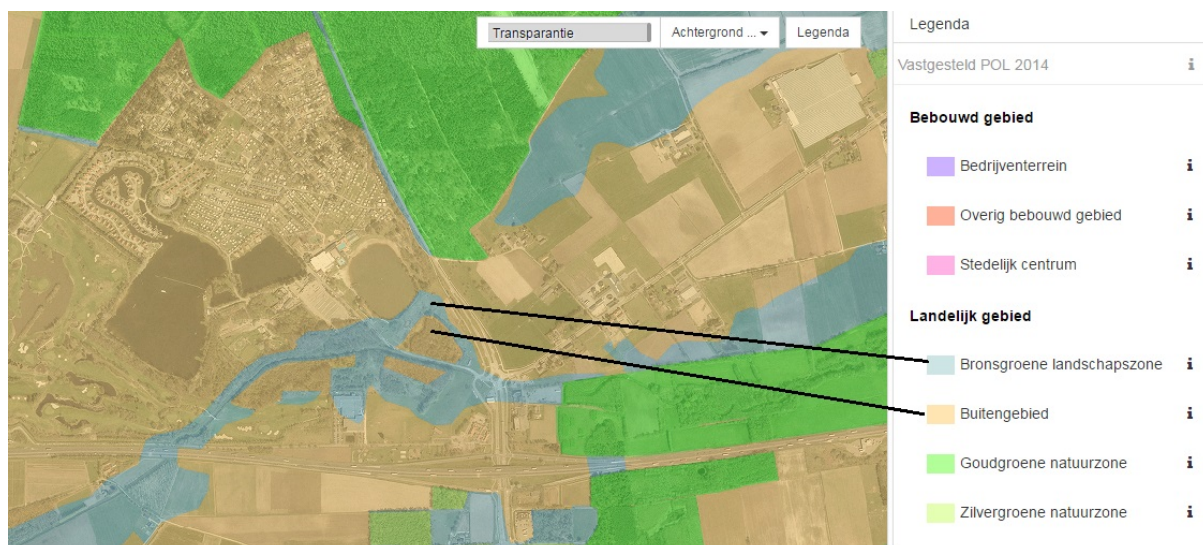 Transparantie
Achtergrond ...
Legenda
Legenda
Vastgesteld POL 2014
i
Bebouwd gebied
Bedrijventerrein i
Overig bebouwd gebied i
Stedelijk centrum i
Landelijk gebied
Bronsgroene landschapszone i
Buitengebied i
Goudgroene natuurzone i
Zilvergroene natuurzone i